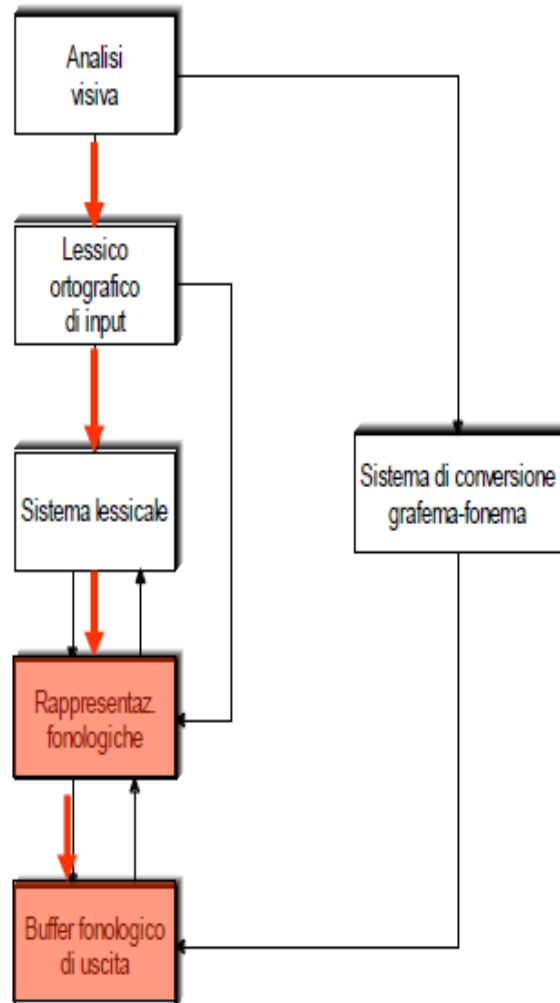 Analisi
visiva
Lessico
ortografico
di input
Sistema lessicale
Sistema di conversione
grafema-fonema
Rappresentaz.
fonologiche
Buffer fonologico
di uscita